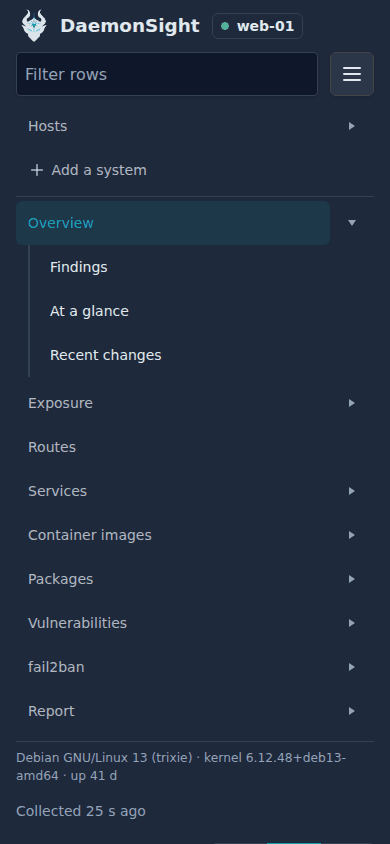 DaemonSight
web-01
Filter rows
Hosts
Add a system
Overview
Findings
At a glance
Recent changes
Exposure
Routes
Services
Container images
Packages
Vulnerabilities
fail2ban
Report
Debian GNU/Linux 13 (trixie) · kernel 6.12.48+deb13-
amd64 · up 41 d
Collected 25 s ago